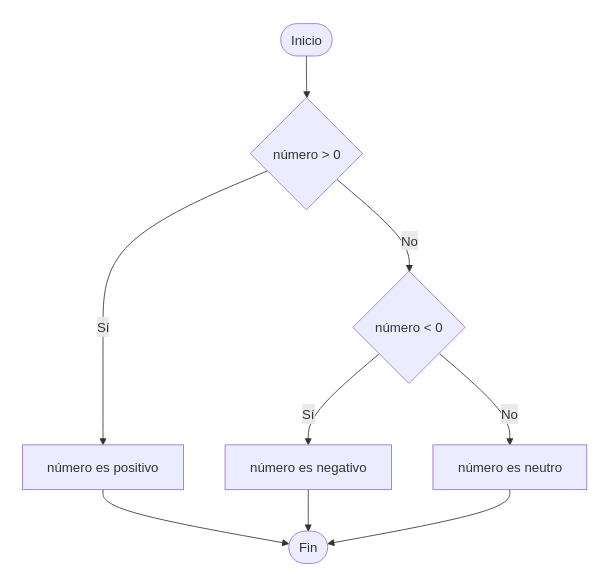 Inicio
número > 0
No
Sí
número < 0
Sí
No
número es positivo
número es negativo
número es neutro
Fin